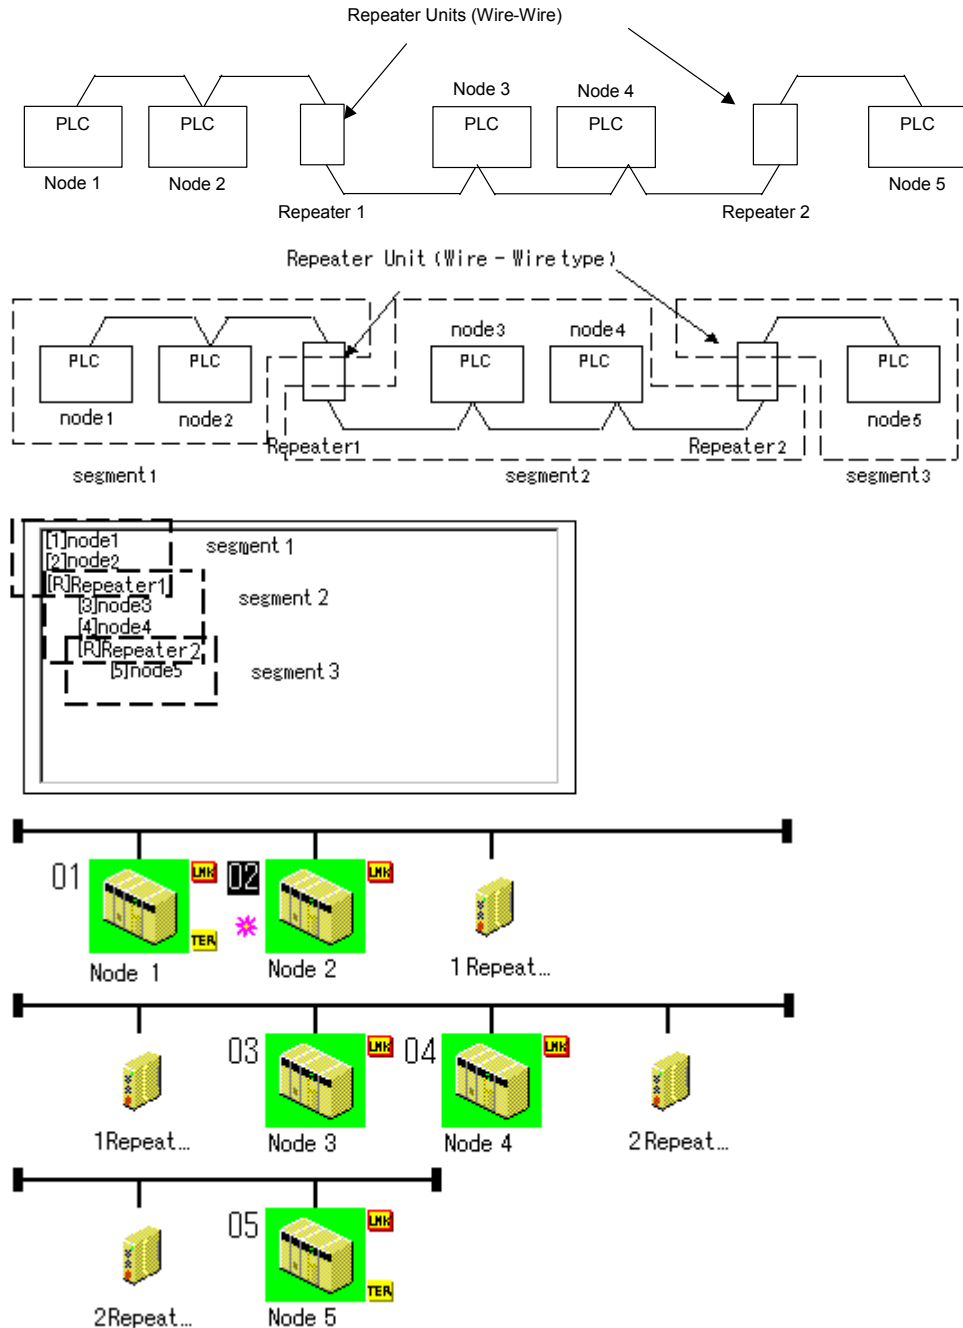 Repeater Units (Wire-Wire)
Node 3
Node 4
PLC
PLC
PLC
PLC
PLC
Node 1
Node 2
Node 5
Repeater 1
Repeater 2
Repeater Unit (Wire - Wire type)
node3
node4
PLC
PLC
PLC
PLC
PLC
node1
node2
node5
Repeater1
Repeater2
segment1
segment2
segment3
[1]node1
[2]node2
segment 1
[R]Repeater1
[3]node3
segment 2
[4]node4
[R]Repeater2
[5]node5
segment 3
01
LNK
02
LNK
TER
Node 1
Node 2
1 Repeat...
03
LNK
04
LNK
1Repeat...
Node 3
Node 4
2Repeat...
05
LNK
TER
2Repeat...
Node 5